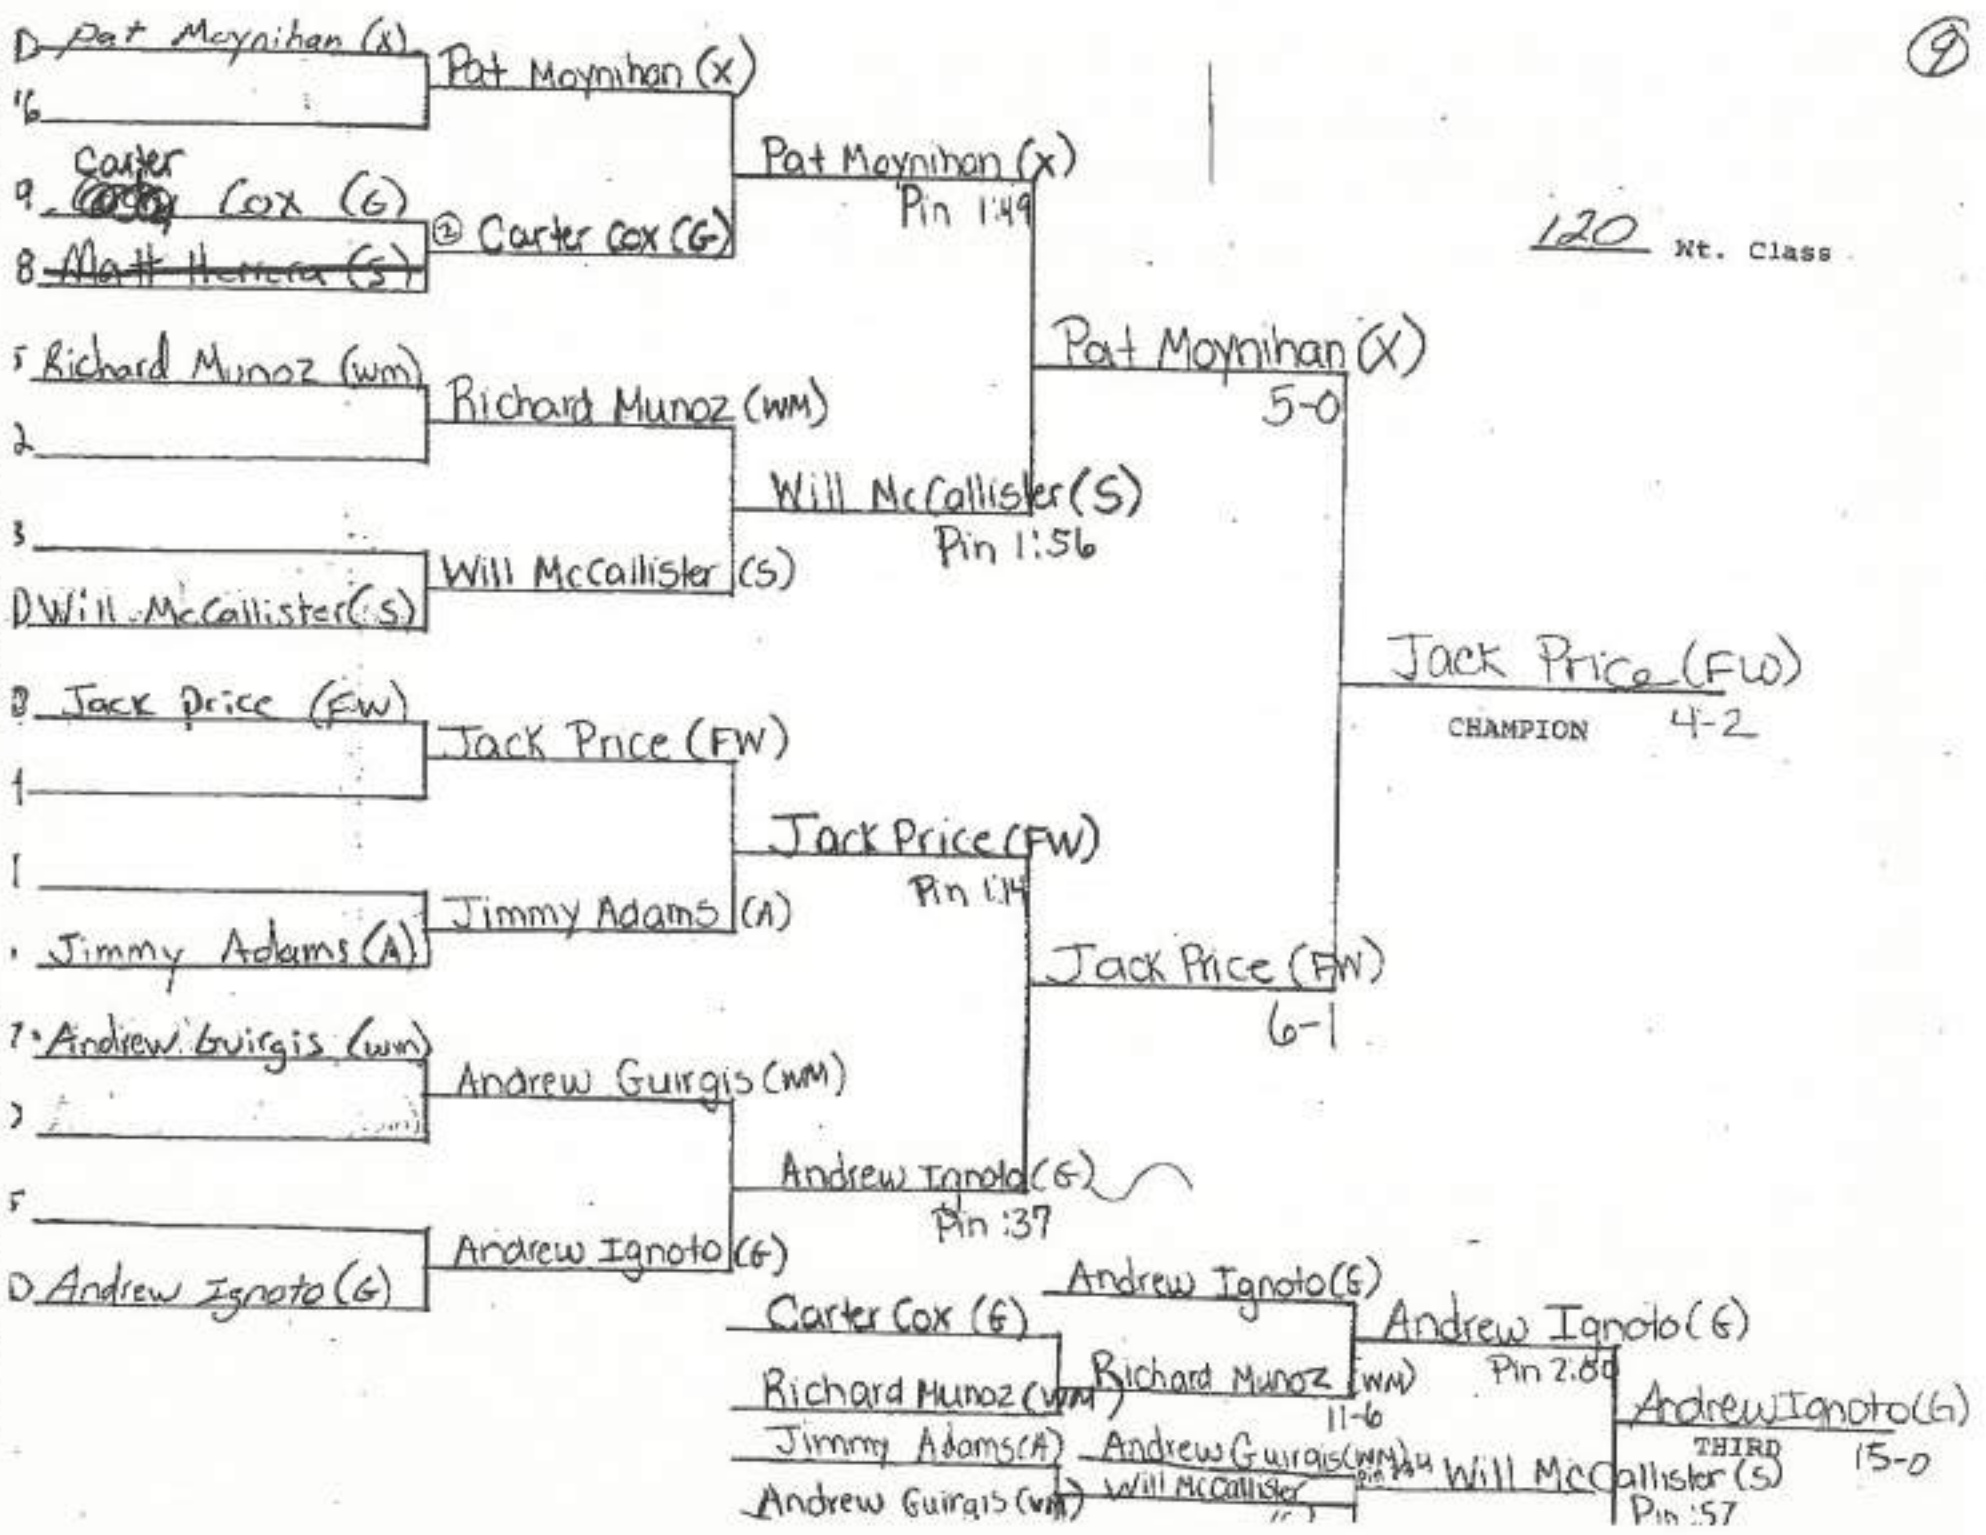 9
D Pat Moynihan (X)
16
Carter
9 Cox (G)
8 Matt Herrera (S)
5 Richard Munoz (WM)
2
3
D Will McCallister (S)
Jack Price (FW)
1
Jimmy Adams (A)
7 Andrew Guirgis (WM)
D Andrew Ignoto (G)
Pat Moynihan (X)
② Carter Cox (G)
Richard Munoz (WM)
Will McCallister (S)
Jack Price (FW)
Jimmy Adams (A)
Andrew Guirgis (WM)
Andrew Ignoto (G)
Pat Moynihan (X)
Pin 1:49
Will McCallister (S)
Pin 1:56
Jack Price (FW)
Pin 1:14
Andrew Ignoto (G)
Pin :37
120 Wt. Class
Pat Moynihan (X)
5-0
Jack Price (FW)
6-1
Jack Price (FW)
CHAMPION 4-2
Carter Cox (G)
Richard Munoz (WM)
Jimmy Adams (A)
Andrew Guirgis (WM)
Andrew Ignoto (G)
Richard Munoz (WM)
11-6
Andrew Guirgis (WM)
Will McCallister
Andrew Ignoto (G)
Pin
Will McCallister (S)
Pin :57
Andrew Ignoto (G)
THIRD 15-0